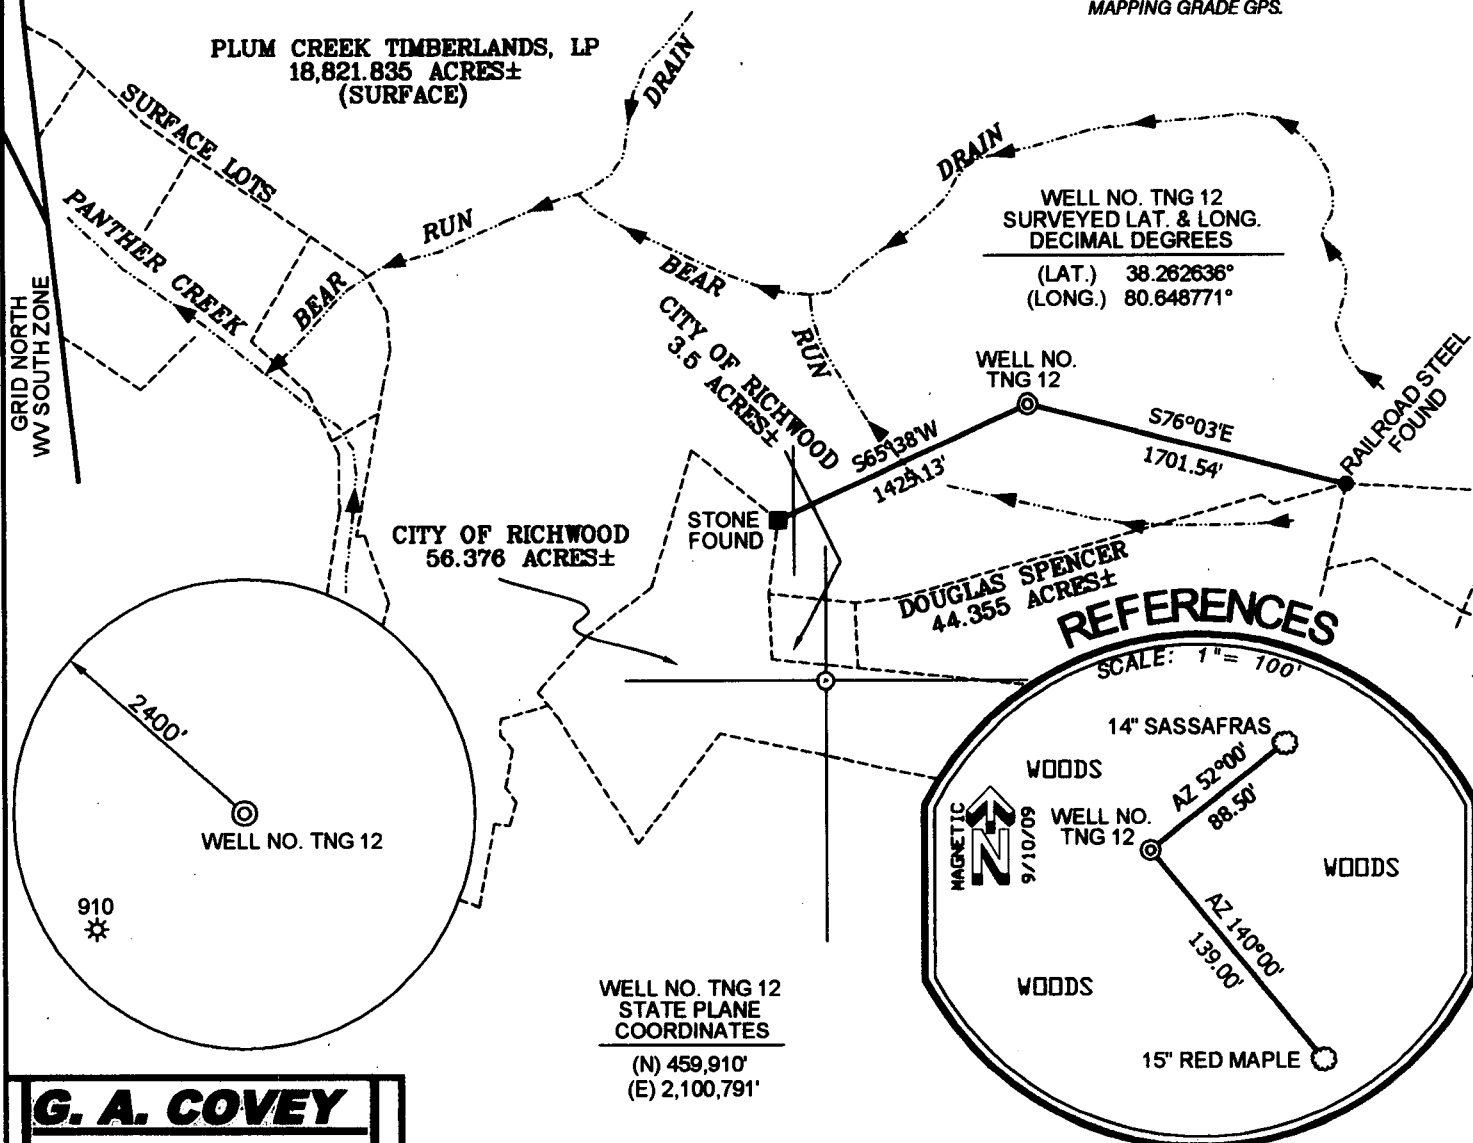 MAPPING GRADE GPS.
PLUM CREEK TIMBERLANDS, LP
18,821.835 ACRES±
(SURFACE)
DRAIN
SURFACE LOTS
PANTHER CREEK
BEAR
RUN
BEAR
RUN
DRAIN
GRID NORTH
WV SOUTH ZONE
WELL NO. TNG 12
SURVEYED LAT. & LONG.
DECIMAL DEGREES
(LAT.) 38.262636°
(LONG.) 80.648771°
CITY OF RICHWOOD
3.5 ACRES±
WELL NO.
TNG 12
S65°38'W
1425.13'
S76°03'E
1701.54'
RAILROAD STEEL
FOUND
STONE
FOUND
CITY OF RICHWOOD
56.376 ACRES±
DOUGLAS SPENCER
44.355 ACRES±
2400'
WELL NO. TNG 12
910
REFERENCES
SCALE: 1"= 100'
14" SASSAFRAS
WOODS
AZ 52°00'
88.50'
MAGNETIC
N
9/10/09
WELL NO.
TNG 12
WOODS
AZ 140°00'
139.00'
WOODS
15" RED MAPLE
WELL NO. TNG 12
STATE PLANE
COORDINATES
(N) 459,910'
(E) 2,100,791'
G. A. COVEY